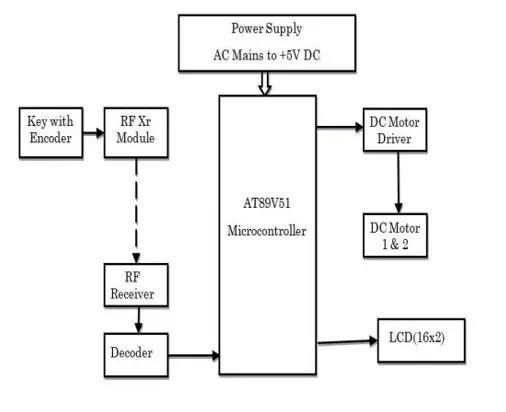 Power Supply
AC Mains to +5V DC
Key with
Encoder
RF Xr
Module
DC Motor
Driver
AT89V51
Microcontroller
DC Motor
1 & 2
RF
Receiver
Decoder
LCD(16x2)